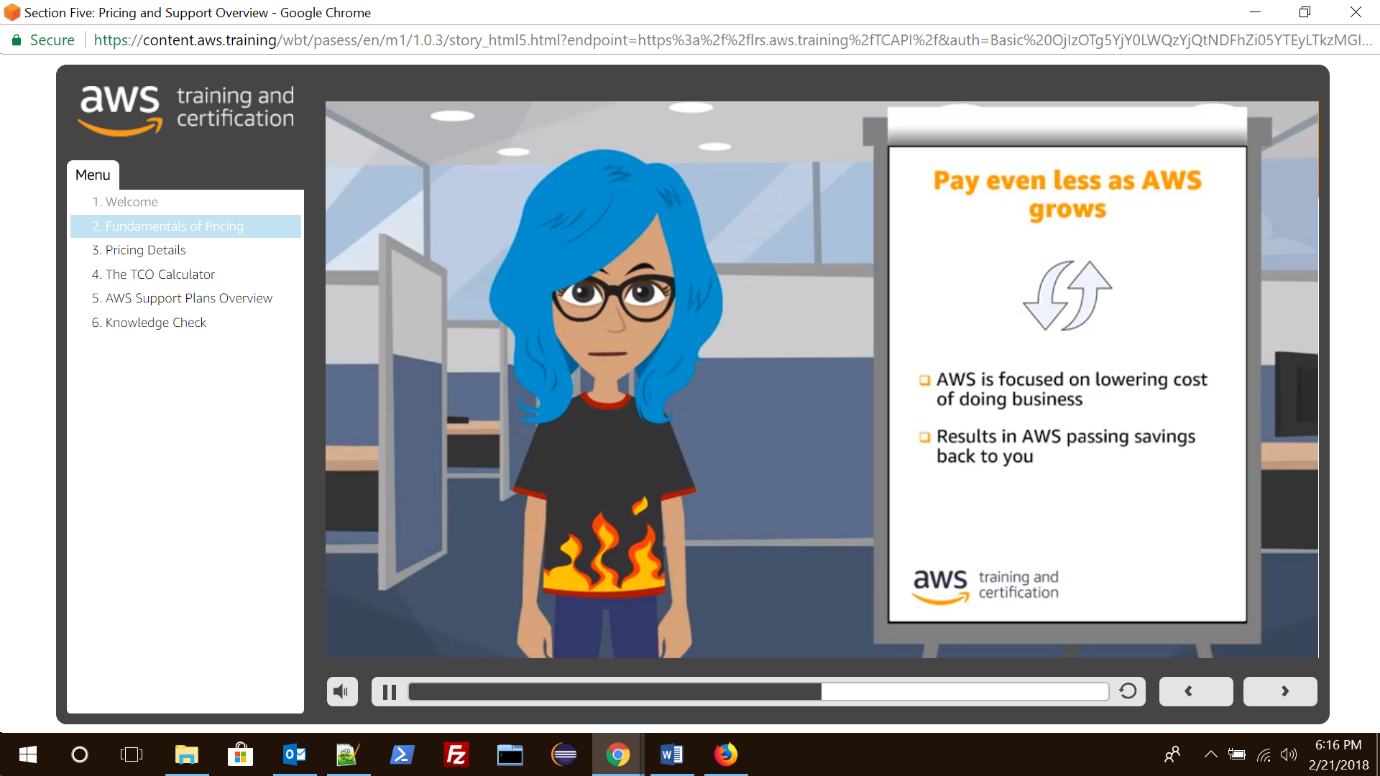 Section Five: Pricing and Support Overview - Google Chrome
Secure
https://content.aws.training/wbt/pasess/en/m1/1.0.3/story_html5.html?endpoint=https%3a%2f%2flrs.aws.training%2fTCAPI%2f&auth=Basic%20OjIzOTg5YjY0LWQzYjQtNDFhZi05YTEyLTkzMGI...
aws training and
certification
Menu
1. Welcome
2. Fundamentals of Pricing
3. Pricing Details
4. The TCO Calculator
5. AWS Support Plans Overview
6. Knowledge Check
Pay even less as AWS
grows
AWS is focused on lowering cost
of doing business
Results in AWS passing savings
back to you
aws training and
certification
6:16 PM
2/21/2018